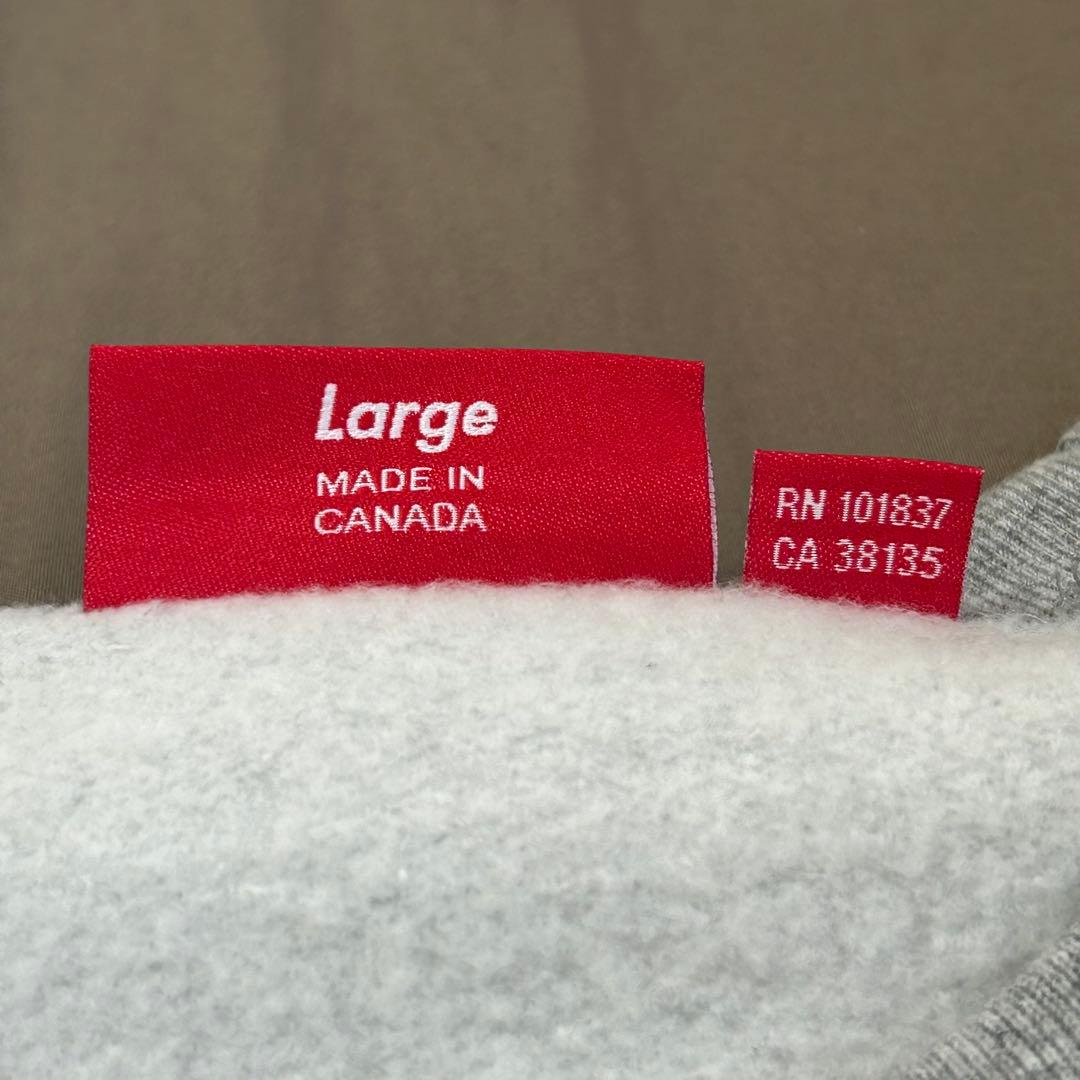 Large
MADE IN
CANADA
RN 101837
CA 38135